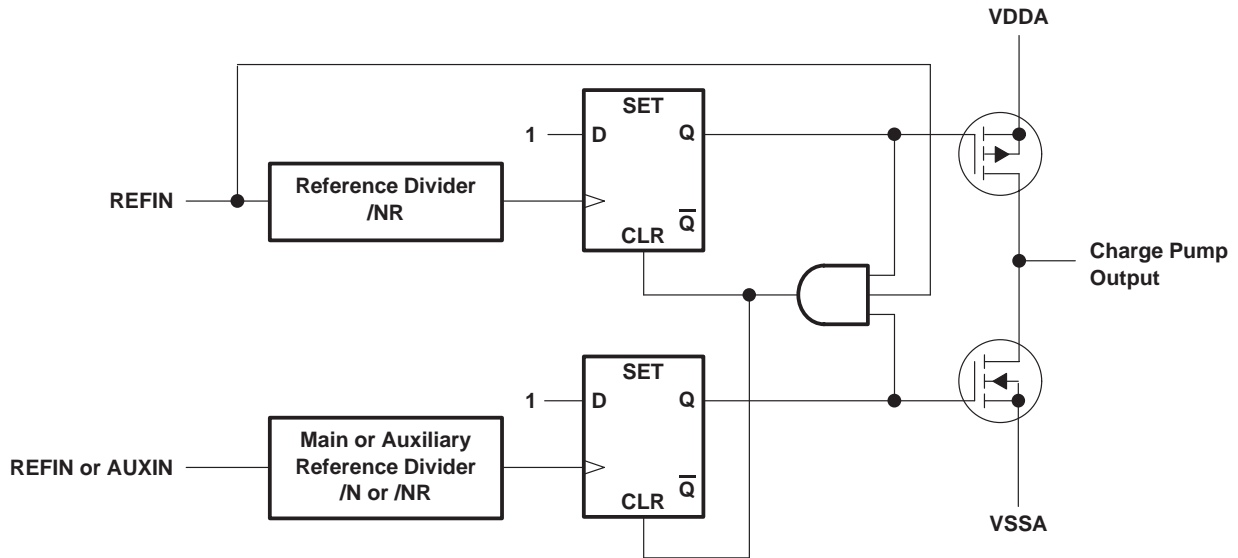 VDDA
SET
1
D
Q
REFIN
Reference Divider
/NR
Q
CLR
Charge Pump
Output
SET
1
D
Q
Main or Auxiliary
Reference Divider
/N or /NR
REFIN or AUXIN
Q
CLR
VSSA